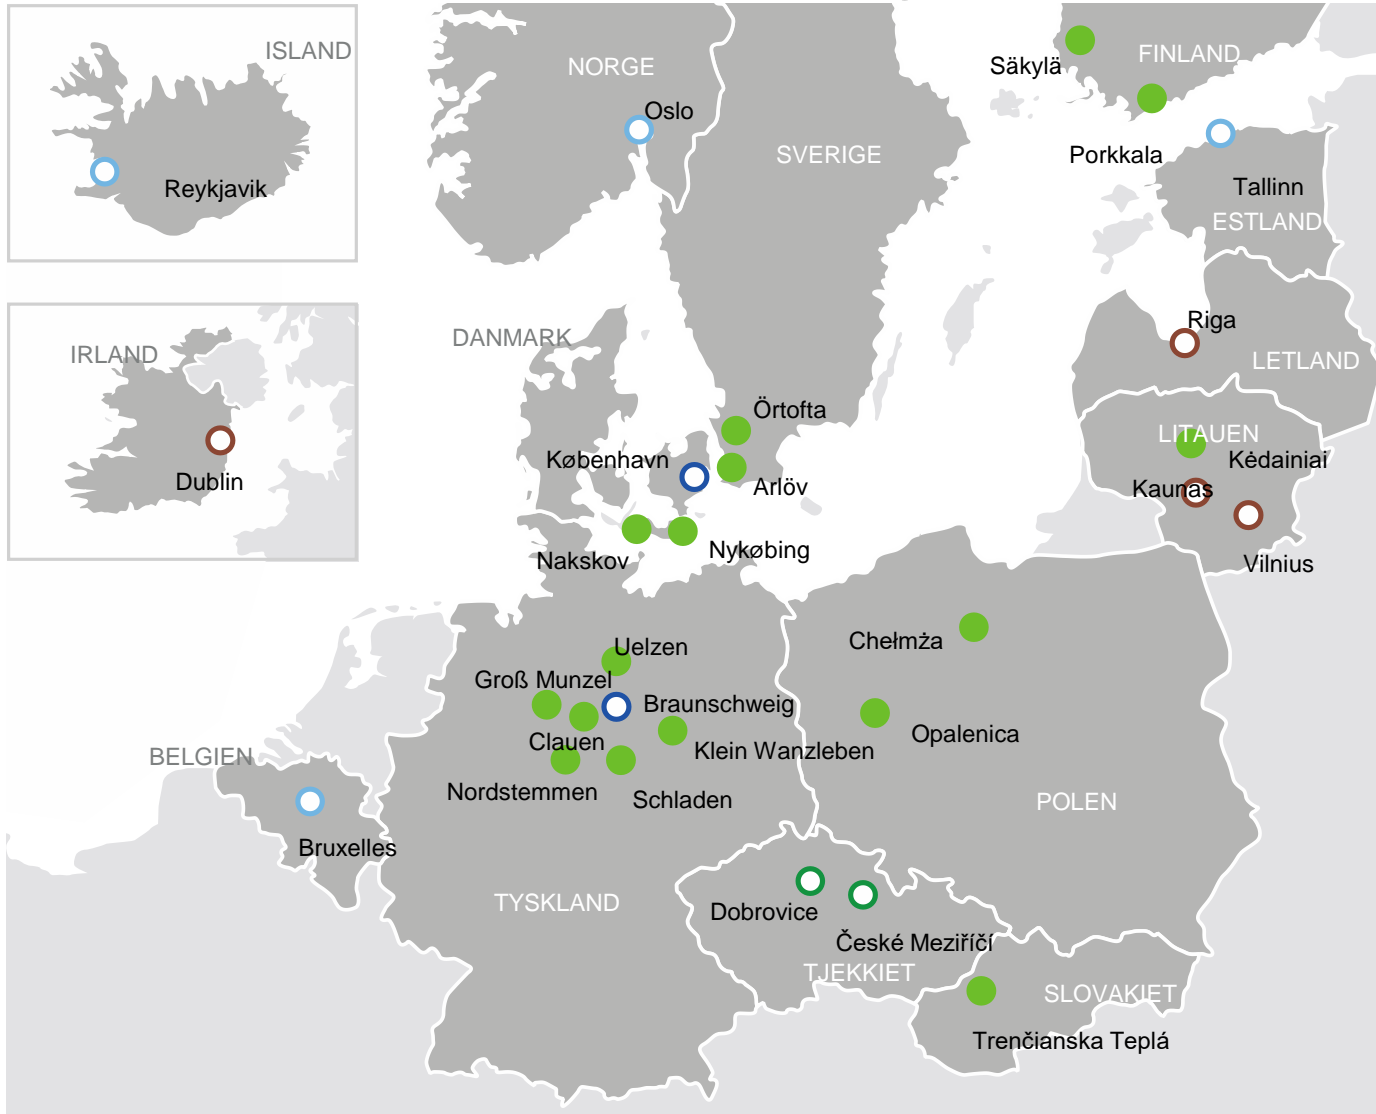 ISLAND
Reykjavik
NORGE
Oslo
SVERIGE
FINLAND
Säkylä
Porkkala
Tallinn
ESTLAND
IRLAND
Dublin
DANMARK
Riga
LETLAND
Örtofta
København
Arlöv
LITAUEN
Kėdainiai
Kaunas
Vilnius
Nakskov
Nykøbing
Uelzen
Groß Munzel
Braunschweig
Clauen
Klein Wanzleben
Nordstemmen
Schladen
Chełmża
Opalenica
POLEN
BELGIEN
Bruxelles
TYSKLAND
Dobrovice
České Meziříčí
TJEKKIET
SLOVAKIET
Trenčianska Teplá